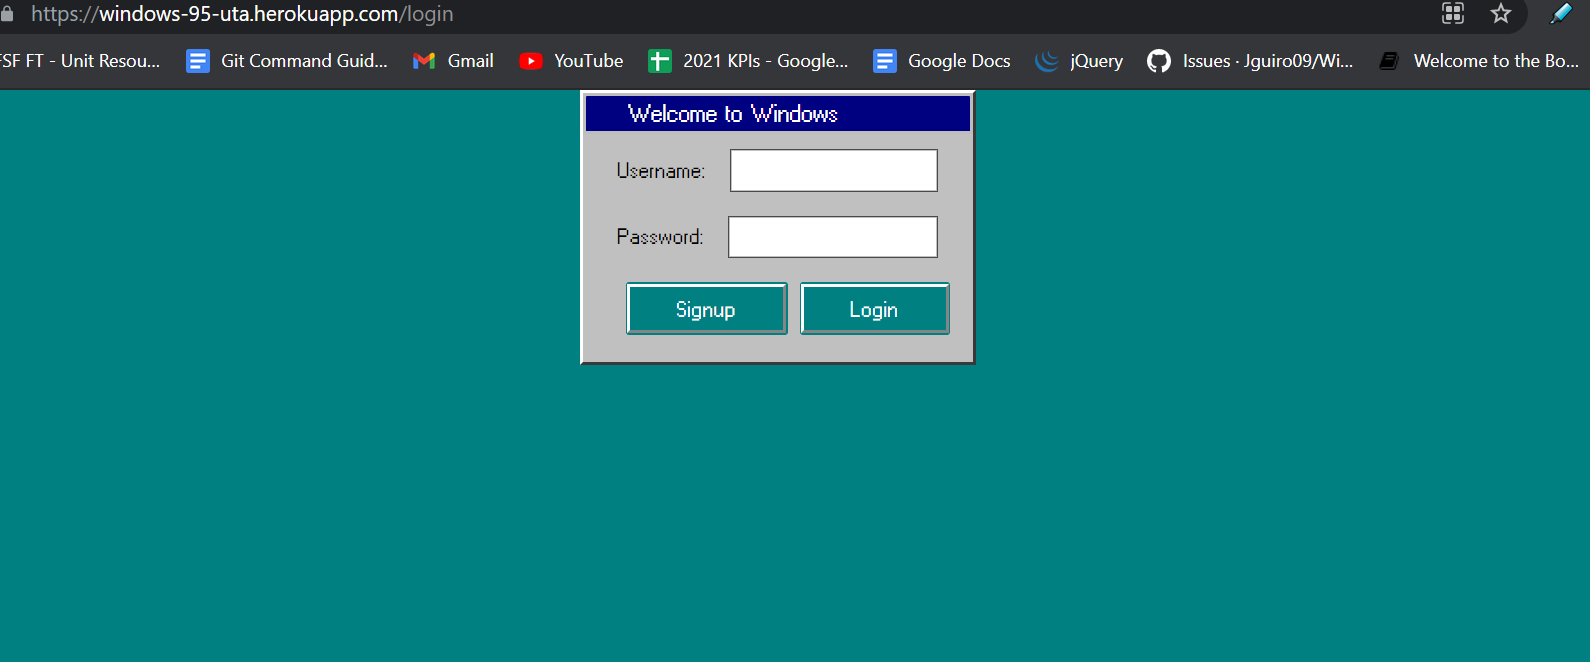 https://windows-95-uta.herokuapp.com/login
FSF FT - Unit Resou... Git Command Guid... Gmail YouTube 2021 KPIs - Google... Google Docs jQuery Issues · Jguiro09/Wi... Welcome to the Bo...
Welcome to Windows
Username:
Password:
Signup Login